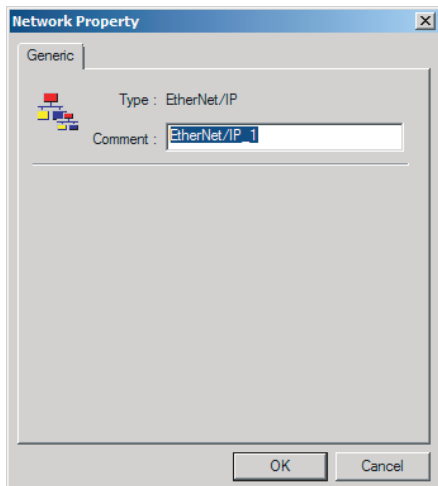 Network Property
Generic
Type : EtherNet/IP
Comment : EtherNet/IP_1
OK Cancel